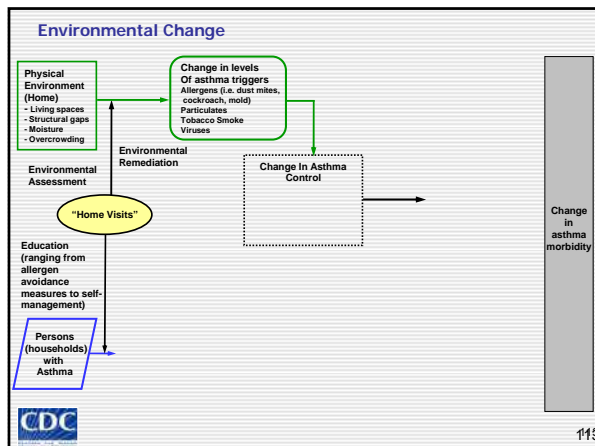 Environmental Change
Physical
Environment
(Home)
- Living spaces
- Structural gaps
- Moisture
- Overcrowding
Change in levels
Of asthma triggers
Allergens (i.e. dust mites,
cockroach, mold)
Particulates
Tobacco Smoke
Viruses
Environmental
Remediation
Environmental
Assessment
Change In Asthma
Control
"Home Visits"
Change
in
asthma
morbidity
Education
(ranging from
allergen
avoidance
measures to self-
management)
Persons
(households)
with
Asthma
CDC